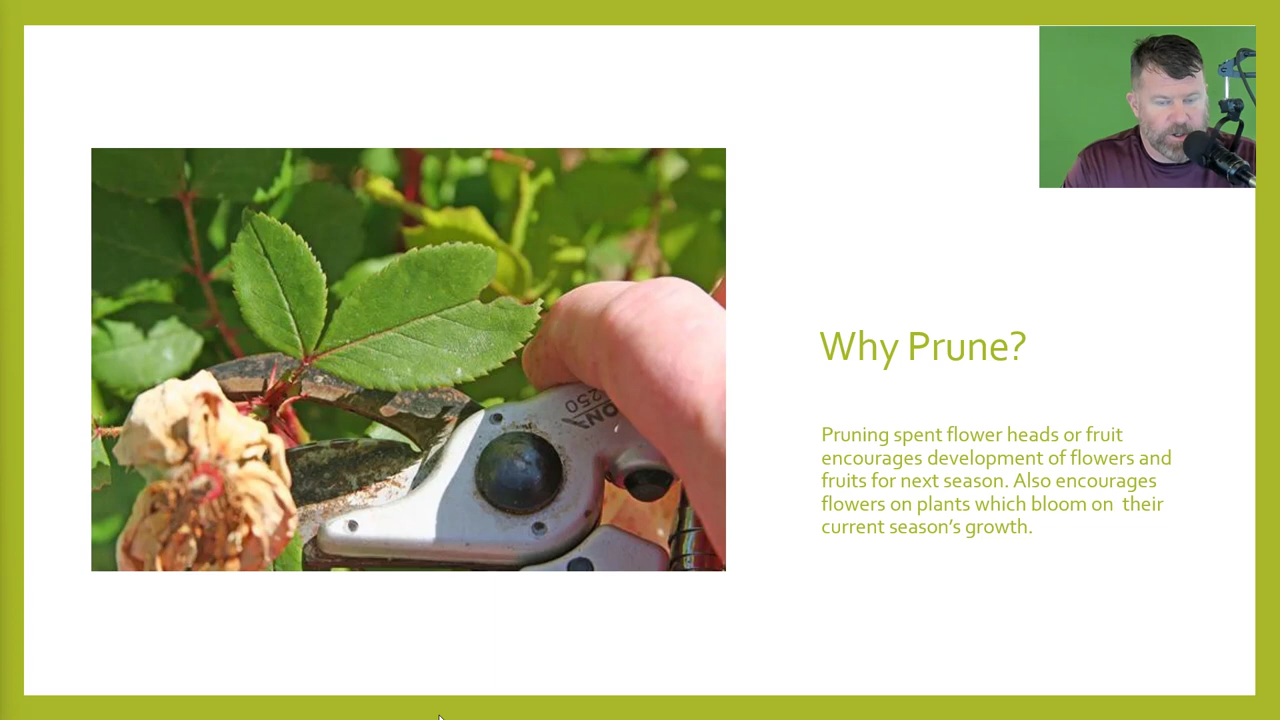 Why Prune?
Pruning spent flower heads or fruit
encourages development of flowers and
fruits for next season. Also encourages
flowers on plants which bloom on  their
current season’s growth.
250